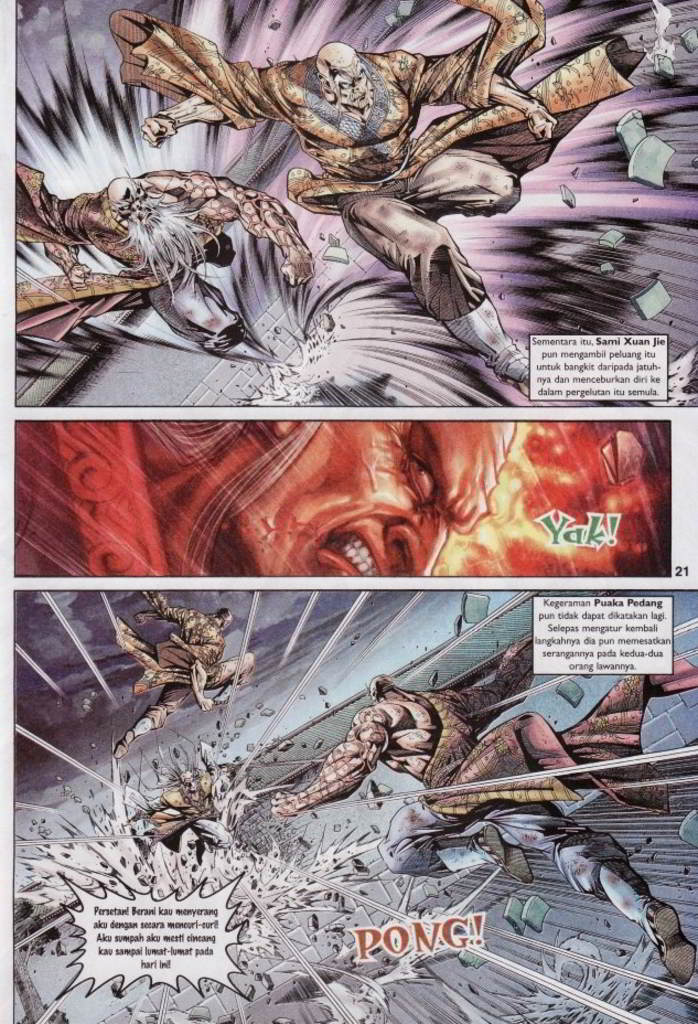 Sementara itu, Sami Xuan Jie
pun mengambil peluang itu
untuk bangkit daripada jatuh-
nya dan menceburkan diri ke
dalam pergelutan itu semula.
Yak!
21
Kegeraman Puaka Pedang
pun tidak dapat dikatakan lagi.
Selepas mengatur kembali
langkahnya dia pun memesatkan
serangannya pada kedua-dua
orang lawannya.
Persetan! Berani kau menyerang
aku dengan secara mencuri-curi!
Aku sumpah aku mesti cincang
kau sampai lumat-lumat pada
hari ini!
PONG!